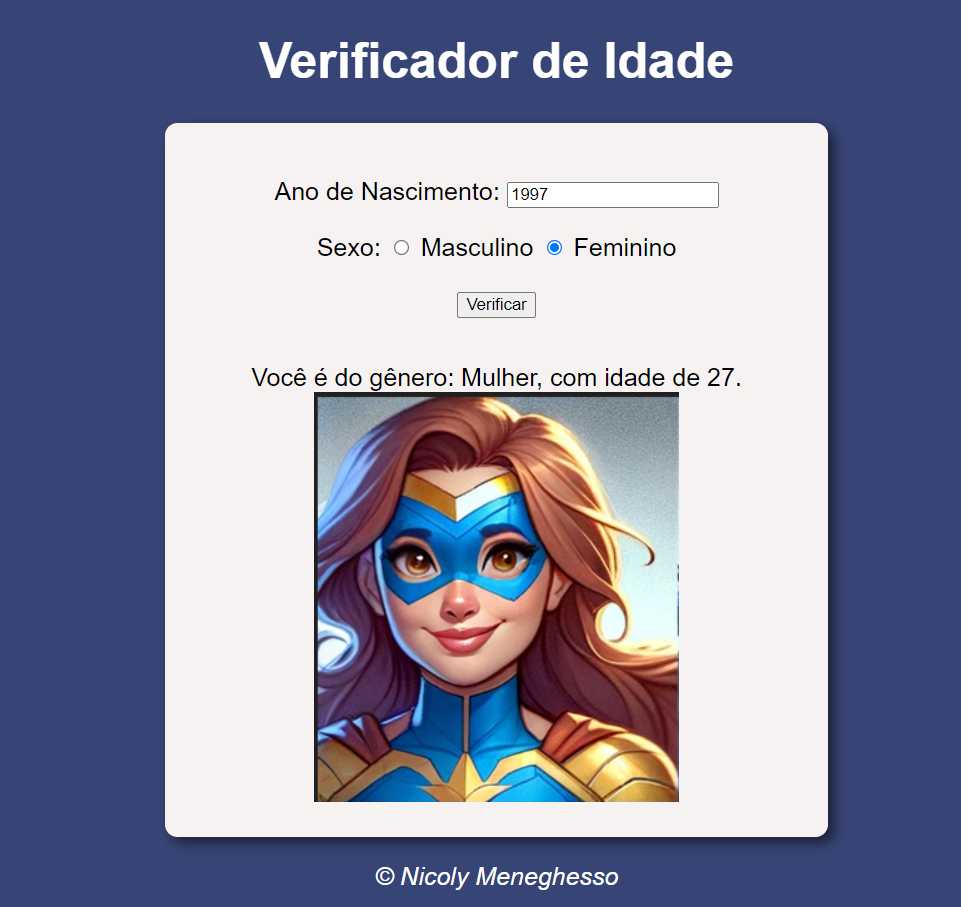 Verificador de Idade
Ano de Nascimento: 1997
Sexo: Masculino Feminino
Verificar
Você é do gênero: Mulher, com idade de 27.
© Nicoly Meneghesso